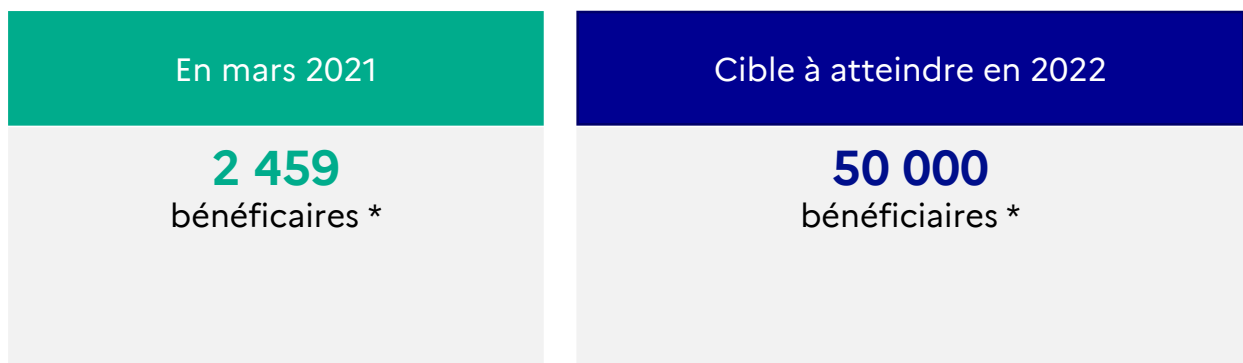 En mars 2021
2 459
bénéficaires *
Cible à atteindre en 2022
50 000
bénéficiaires *